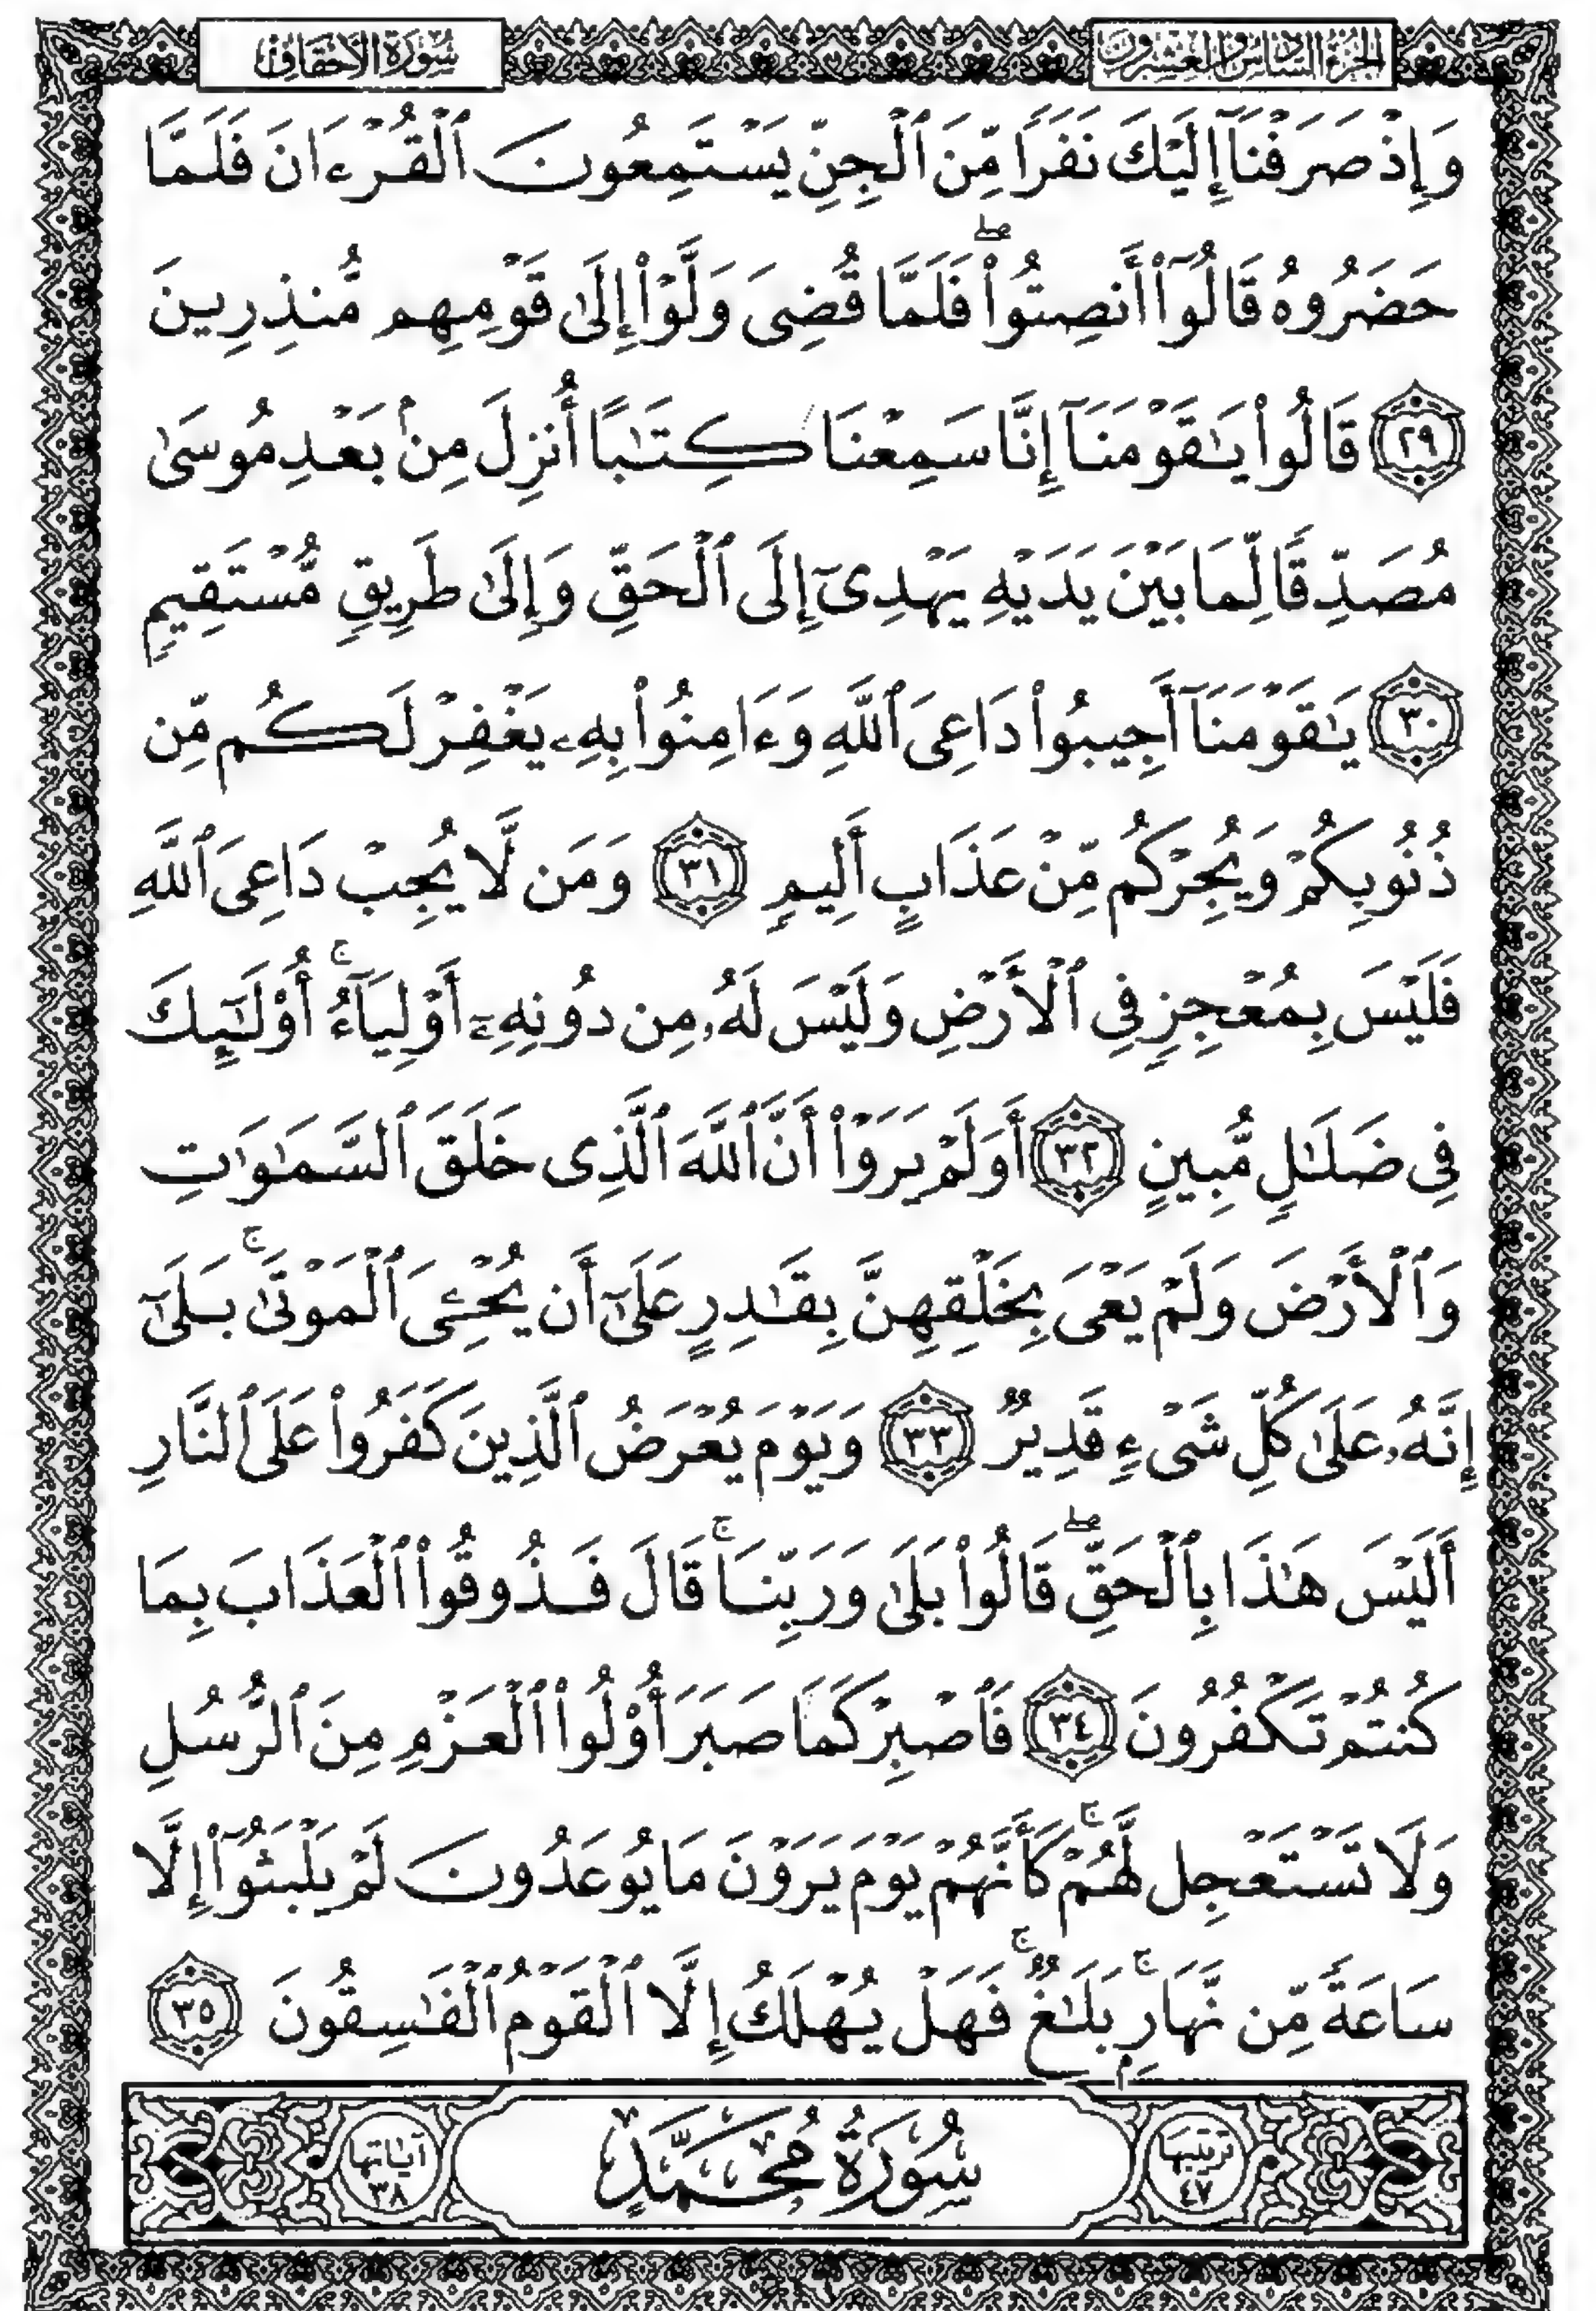 الجزء السادس والعشرون
سورة الأحقاف
وَإِذْ صَرَفْنَآ إِلَيْكَ نَفَرًا مِّنَ ٱلْجِنِّ يَسْتَمِعُونَ ٱلْقُرْءَانَ فَلَمَّا
حَضَرُوهُ قَالُوٓا۟ أَنصِتُوا۟ ۖ فَلَمَّا قُضِىَ وَلَّوْا۟ إِلَىٰ قَوْمِهِم مُّنذِرِينَ
٢٩ قَالُوا۟ يَـٰقَوْمَنَآ إِنَّا سَمِعْنَا كِتَـٰبًا أُنزِلَ مِنۢ بَعْدِ مُوسَىٰ
مُصَدِّقًا لِّمَا بَيْنَ يَدَيْهِ يَهْدِىٓ إِلَى ٱلْحَقِّ وَإِلَىٰ طَرِيقٍ مُّسْتَقِيمٍ
٣٠ يَـٰقَوْمَنَآ أَجِيبُوا۟ دَاعِىَ ٱللَّهِ وَءَامِنُوا۟ بِهِۦ يَغْفِرْ لَكُم مِّن
ذُنُوبِكُمْ وَيُجِرْكُم مِّنْ عَذَابٍ أَلِيمٍ ٣١ وَمَن لَّا يُجِبْ دَاعِىَ ٱللَّهِ
فَلَيْسَ بِمُعْجِزٍ فِى ٱلْأَرْضِ وَلَيْسَ لَهُۥ مِن دُونِهِۦٓ أَوْلِيَآءُ ۚ أُو۟لَـٰٓئِكَ
فِى ضَلَـٰلٍ مُّبِينٍ ٣٢ أَوَلَمْ يَرَوْا۟ أَنَّ ٱللَّهَ ٱلَّذِى خَلَقَ ٱلسَّمَـٰوَٰتِ
وَٱلْأَرْضَ وَلَمْ يَعْىَ بِخَلْقِهِنَّ بِقَـٰدِرٍ عَلَىٰٓ أَن يُحْـِۧىَ ٱلْمَوْتَىٰ ۚ بَلَىٰٓ
إِنَّهُۥ عَلَىٰ كُلِّ شَىْءٍ قَدِيرٌ ٣٣ وَيَوْمَ يُعْرَضُ ٱلَّذِينَ كَفَرُوا۟ عَلَى ٱلنَّارِ
أَلَيْسَ هَـٰذَا بِٱلْحَقِّ ۖ قَالُوا۟ بَلَىٰ وَرَبِّنَا ۚ قَالَ فَذُوقُوا۟ ٱلْعَذَابَ بِمَا
كُنتُمْ تَكْفُرُونَ ٣٤ فَٱصْبِرْ كَمَا صَبَرَ أُو۟لُوا۟ ٱلْعَزْمِ مِنَ ٱلرُّسُلِ
وَلَا تَسْتَعْجِل لَّهُمْ ۚ كَأَنَّهُمْ يَوْمَ يَرَوْنَ مَا يُوعَدُونَ لَمْ يَلْبَثُوٓا۟ إِلَّا
سَاعَةً مِّن نَّهَارٍۭ ۚ بَلَـٰغٌ ۚ فَهَلْ يُهْلَكُ إِلَّا ٱلْقَوْمُ ٱلْفَـٰسِقُونَ ٣٥
ترتيبها ٤٧ سُورَةُ مُحَمَّدٍ آياتها ٣٨